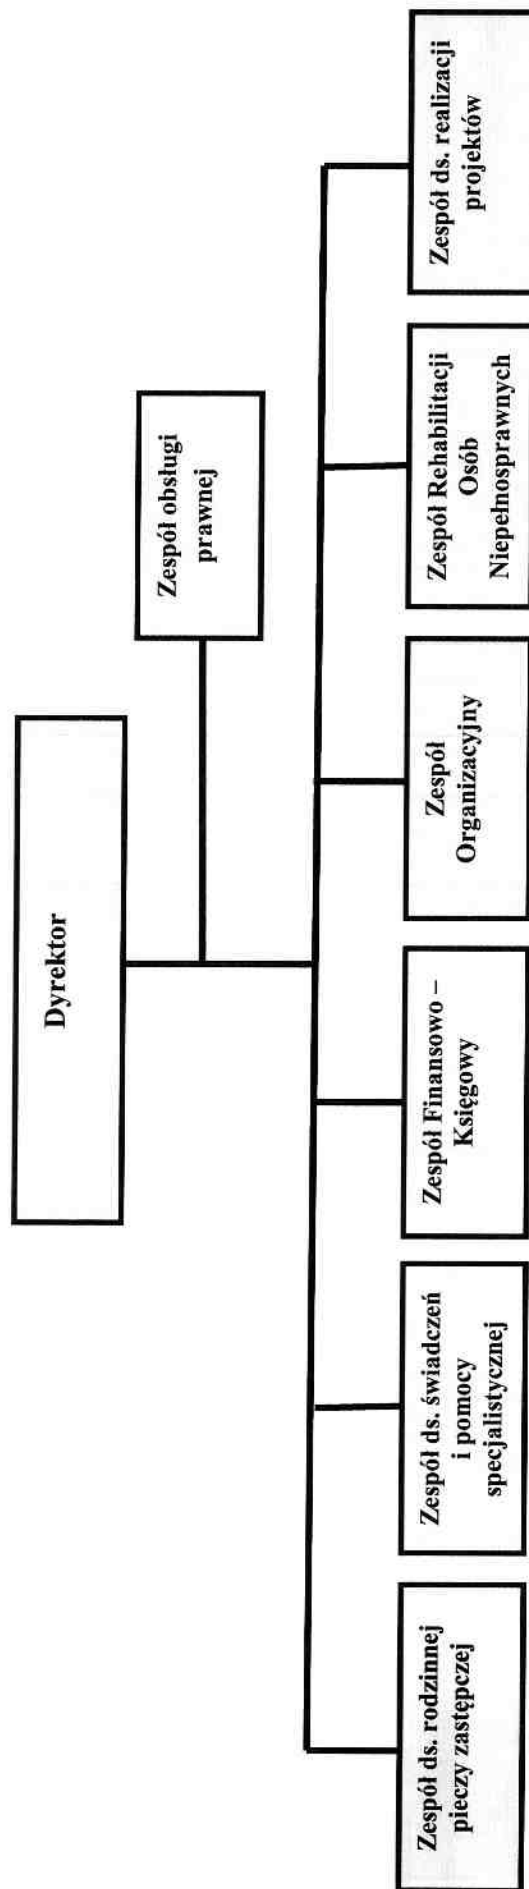 Dyrektor
Zespół obsługi
prawnej
Zespół ds. rodzinnej
pieczy zastępczej
Zespół ds. świadczeń
i pomocy
specjalistycznej
Zespół Finansowo –
Księgowy
Zespół
Organizacyjny
Zespół Rehabilitacji
Osób
Niepełnosprawnych
Zespół ds. realizacji
projektów